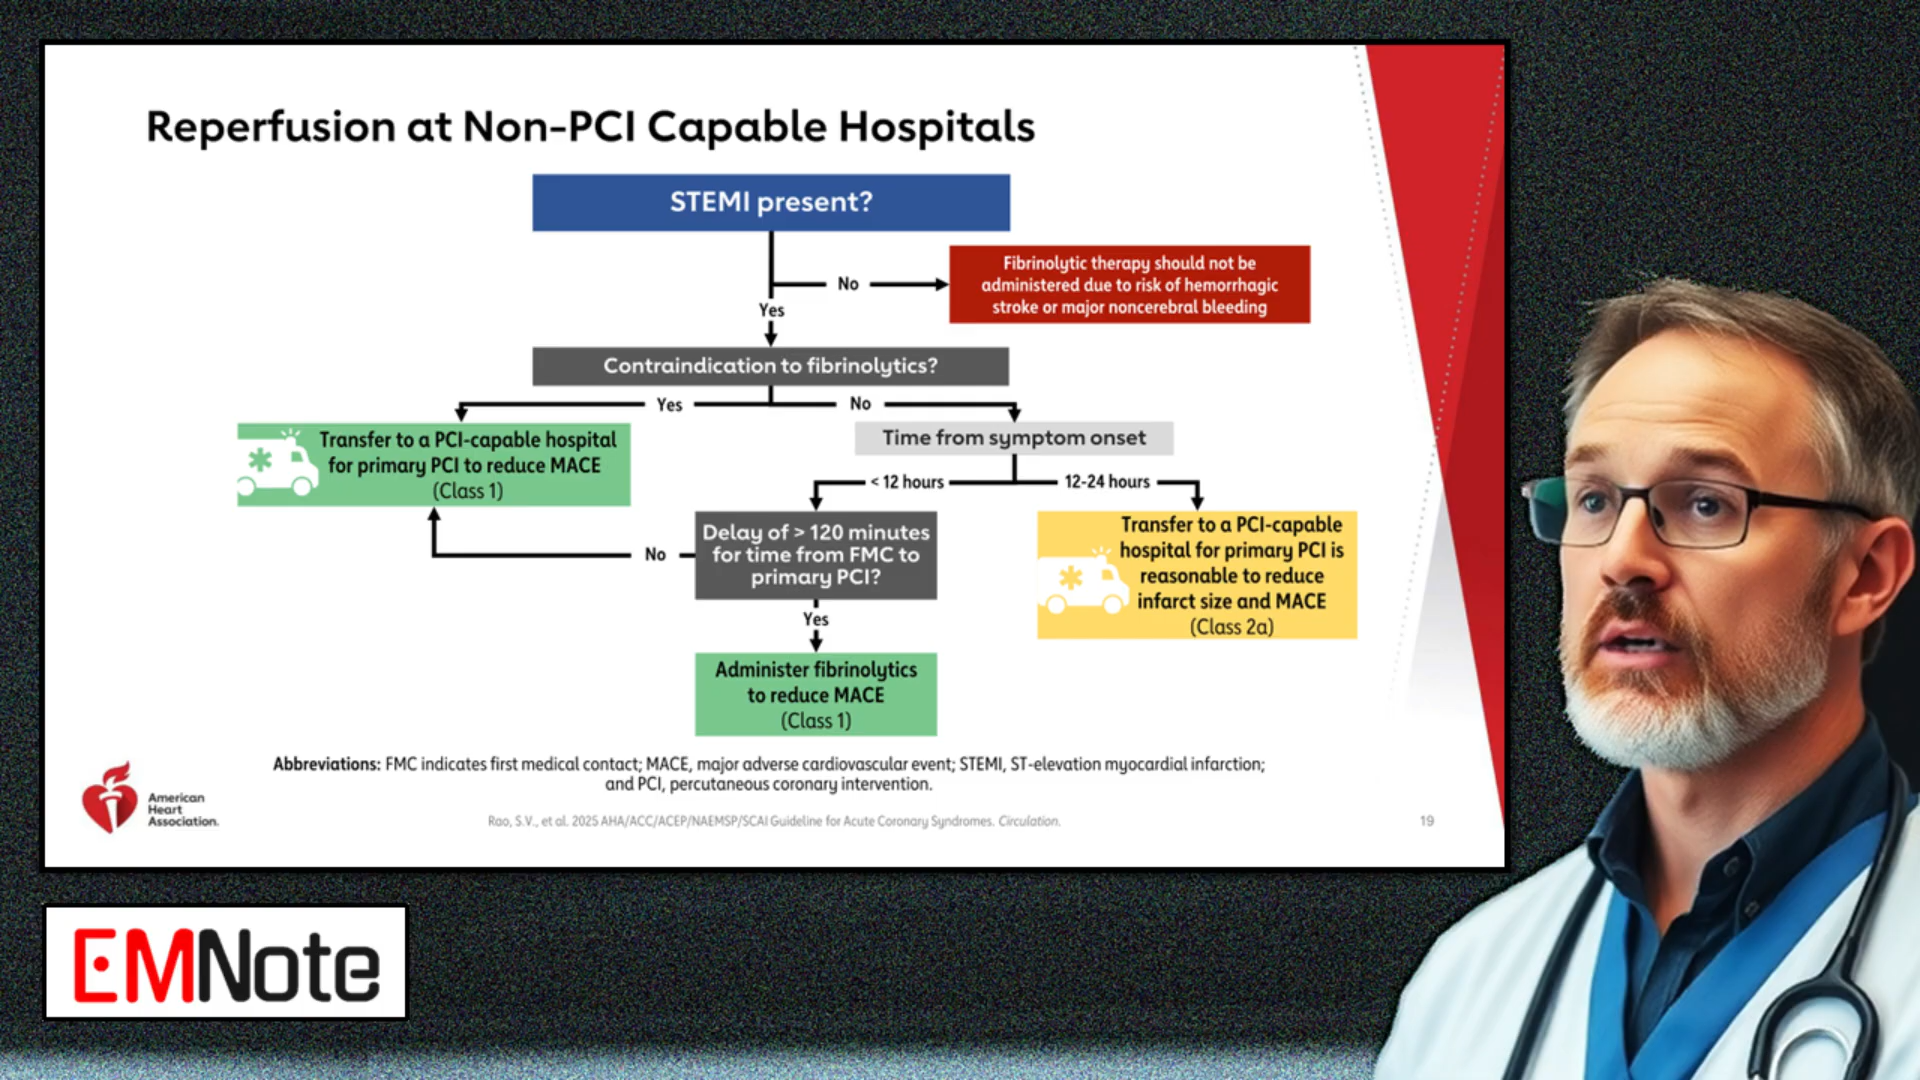 Reperfusion at Non-PCI Capable Hospitals
STEMI present?
No
Fibrinolytic therapy should not be
administered due to risk of hemorrhagic
stroke or major noncerebral bleeding
Yes
Contraindication to fibrinolytics?
Yes
No
Transfer to a PCI-capable hospital
for primary PCI to reduce MACE
(Class 1)
Time from symptom onset
< 12 hours
12-24 hours
Delay of > 120 minutes
for time from FMC to
primary PCI?
No
Yes
Transfer to a PCI-capable
hospital for primary PCI is
reasonable to reduce
infarct size and MACE
(Class 2a)
Administer fibrinolytics
to reduce MACE
(Class 1)
Abbreviations: FMC indicates first medical contact; MACE, major adverse cardiovascular event; STEMI, ST-elevation myocardial infarction;
and PCI, percutaneous coronary intervention.
American
Heart
Association.
Rao, S.V., et al. 2025 AHA/ACC/ACEP/NAEMSP/SCAI Guideline for Acute Coronary Syndromes. Circulation.
19
EMNote